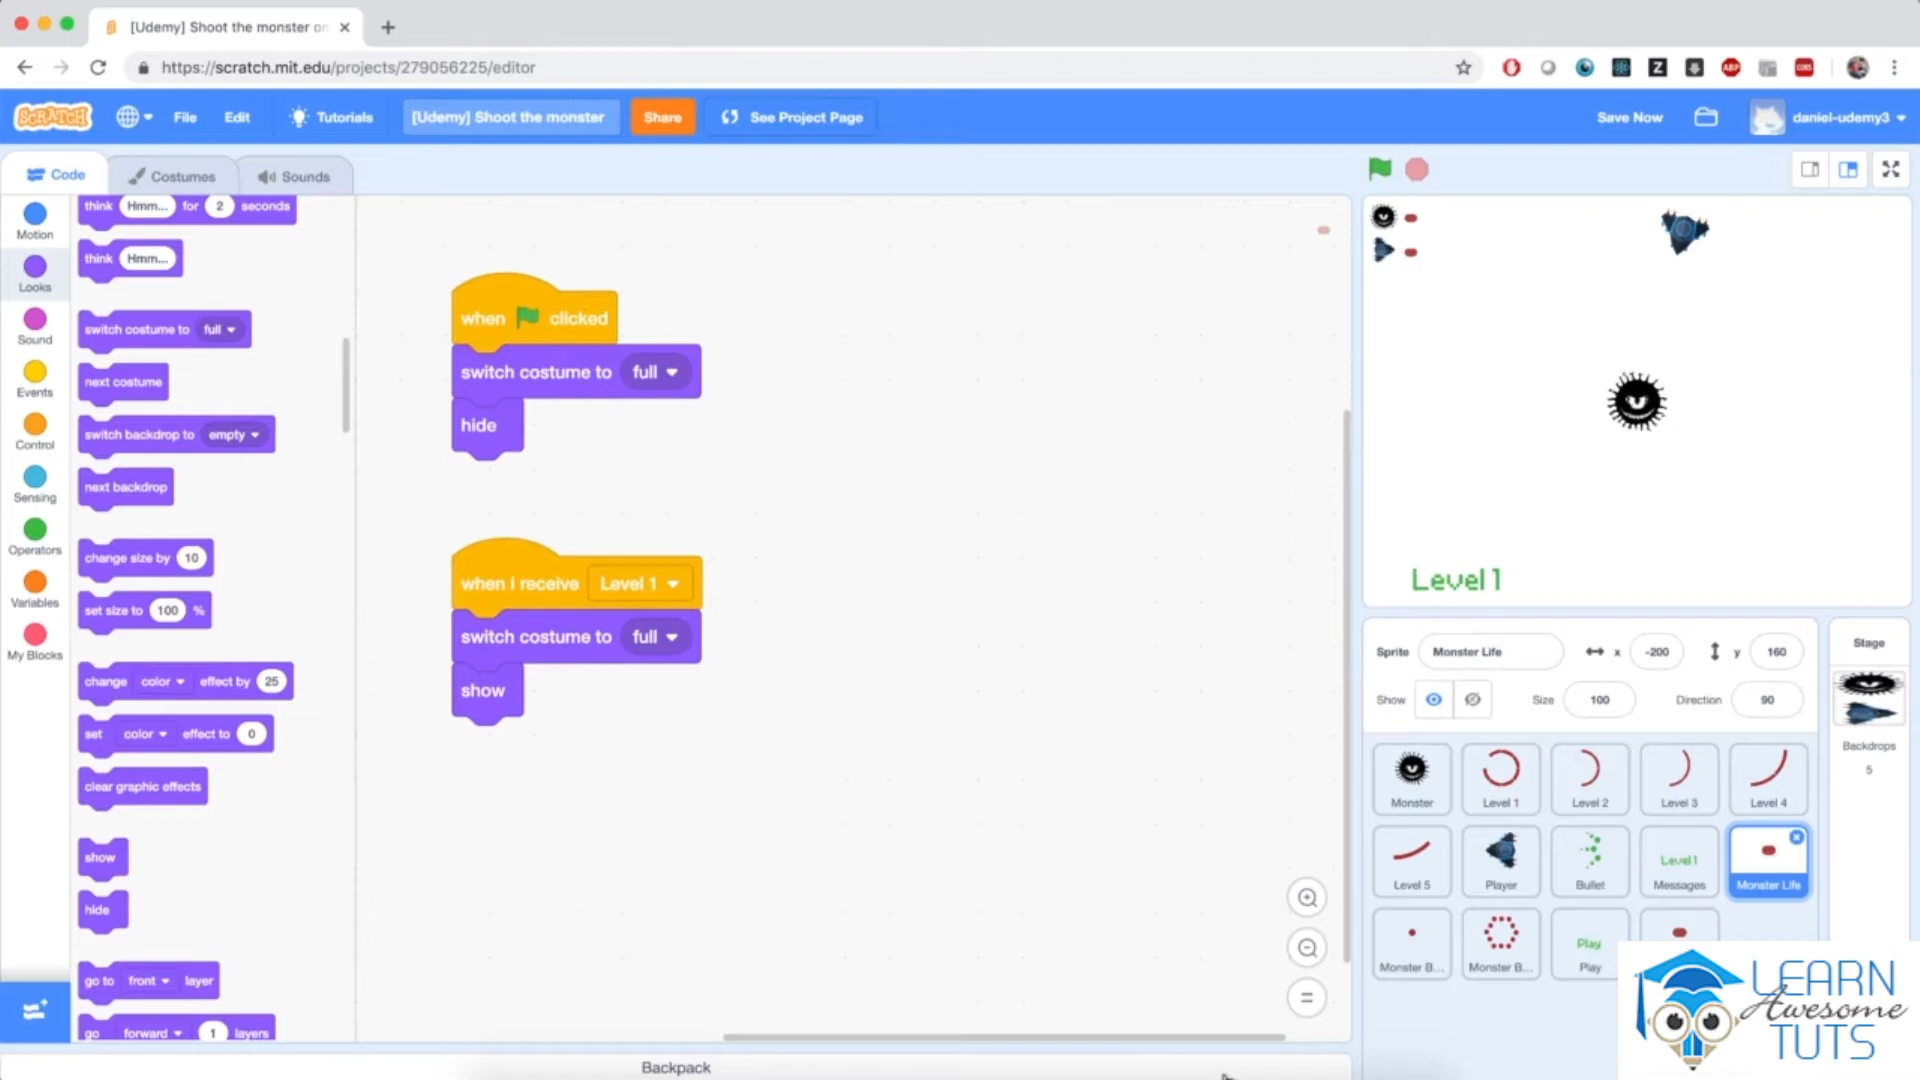 [Udemy] Shoot the monster on
https://scratch.mit.edu/projects/279056225/editor
ABP
CORS
SCRATCH
File
Edit
Tutorials
[Udemy] Shoot the monster
Share
See Project Page
Save Now
daniel-udemy3
Code
Costumes
Sounds
Motion
Looks
Sound
Events
Control
Sensing
Operators
Variables
My Blocks
think Hmm... for 2 seconds
think Hmm...
switch costume to full
next costume
switch backdrop to empty
next backdrop
change size by 10
set size to 100 %
change color effect by 25
set color effect to 0
clear graphic effects
show
hide
go to front layer
go forward 1 layers
when clicked
switch costume to full
hide
when I receive Level 1
switch costume to full
show
Level 1
Sprite Monster Life x -200 y 160
Show Size 100 Direction 90
Monster
Level 1
Level 2
Level 3
Level 4
Level 5
Player
Bullet
Level 1
Messages
Monster Life
Monster B...
Monster B...
Play
Play
Stage
Backdrops
5
Backpack
LEARN
Awesome
TUTS